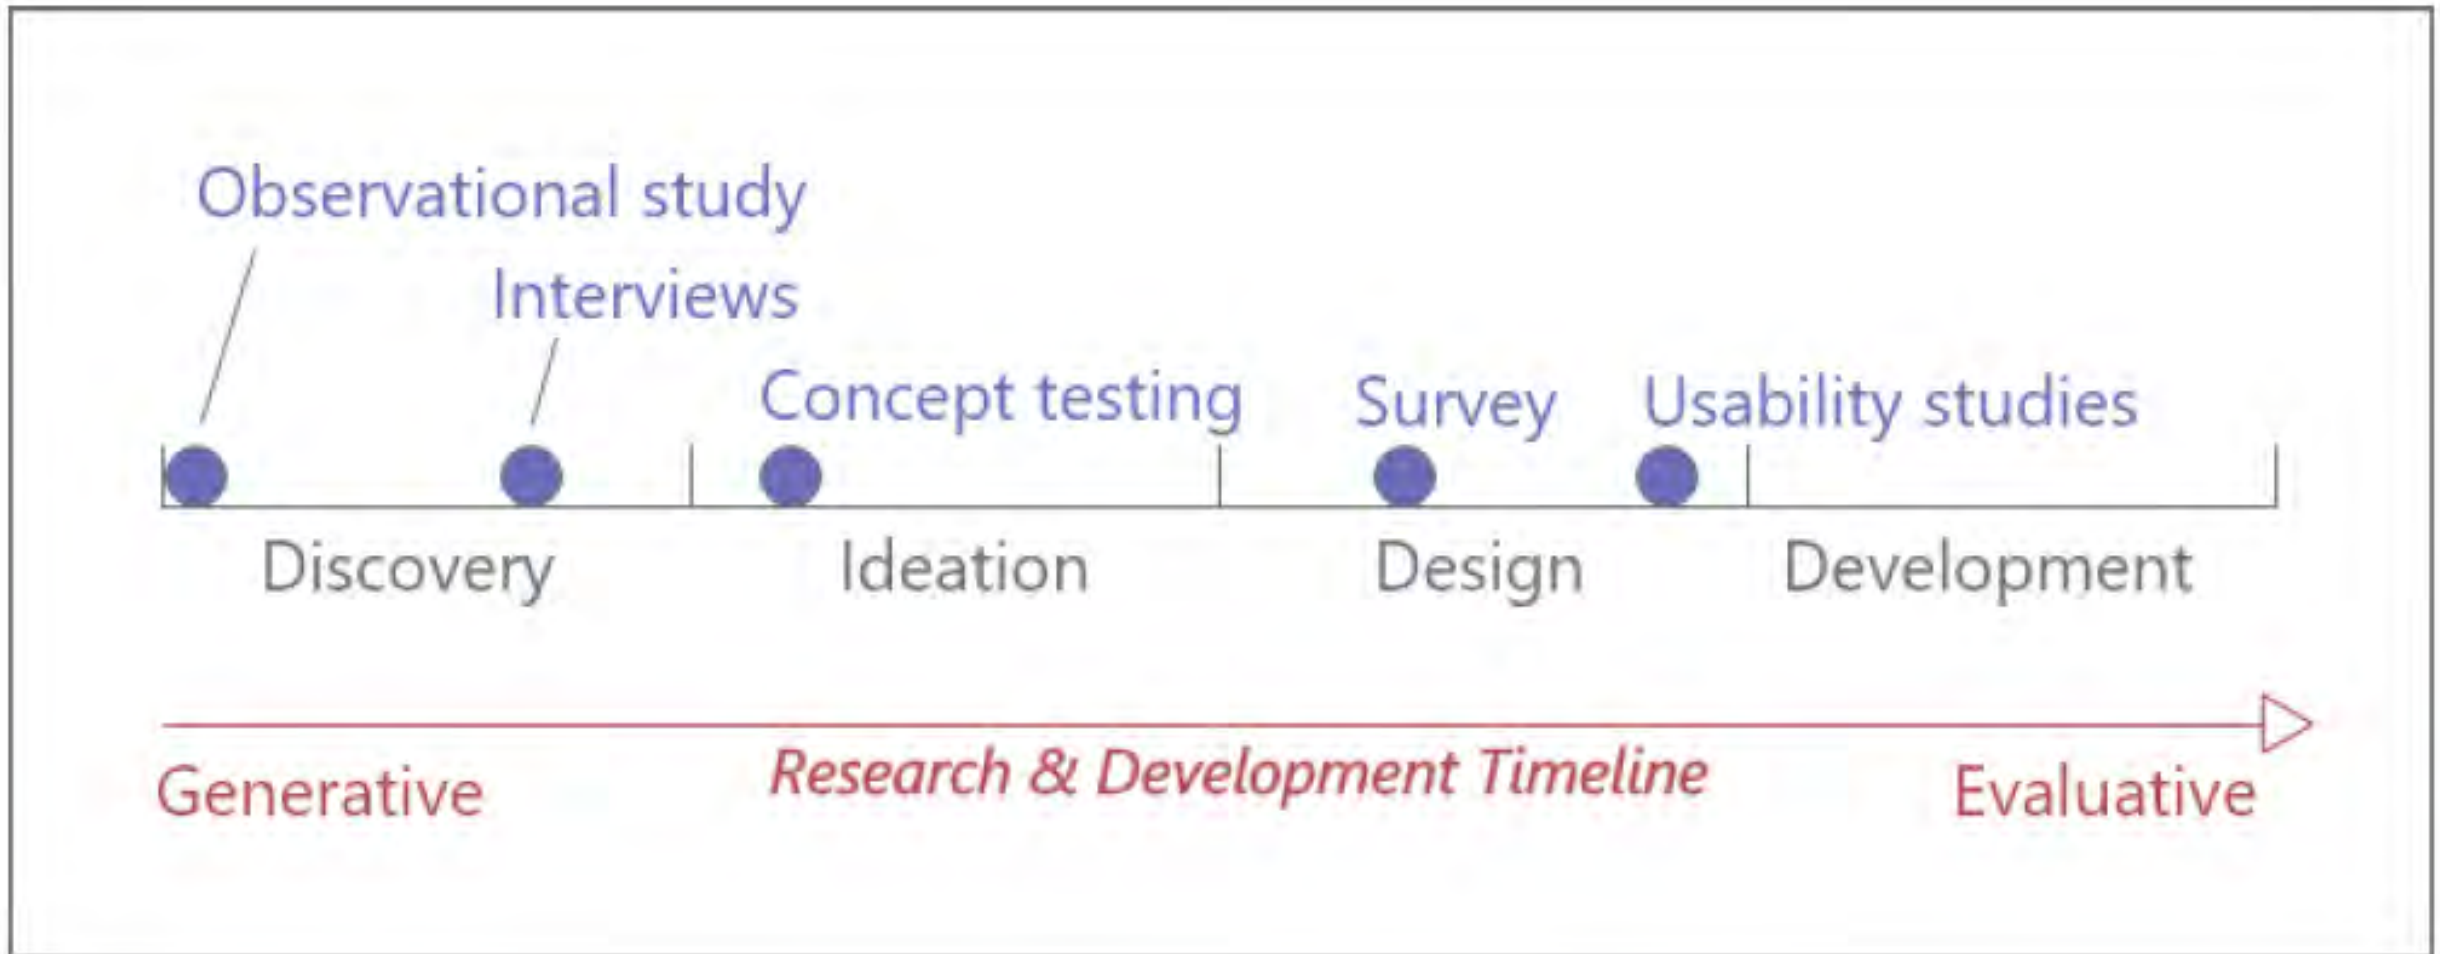 Observational study
Interviews
Concept testing
Survey
Usability studies
Discovery
Ideation
Design
Development
Research & Development Timeline
Generative
Evaluative